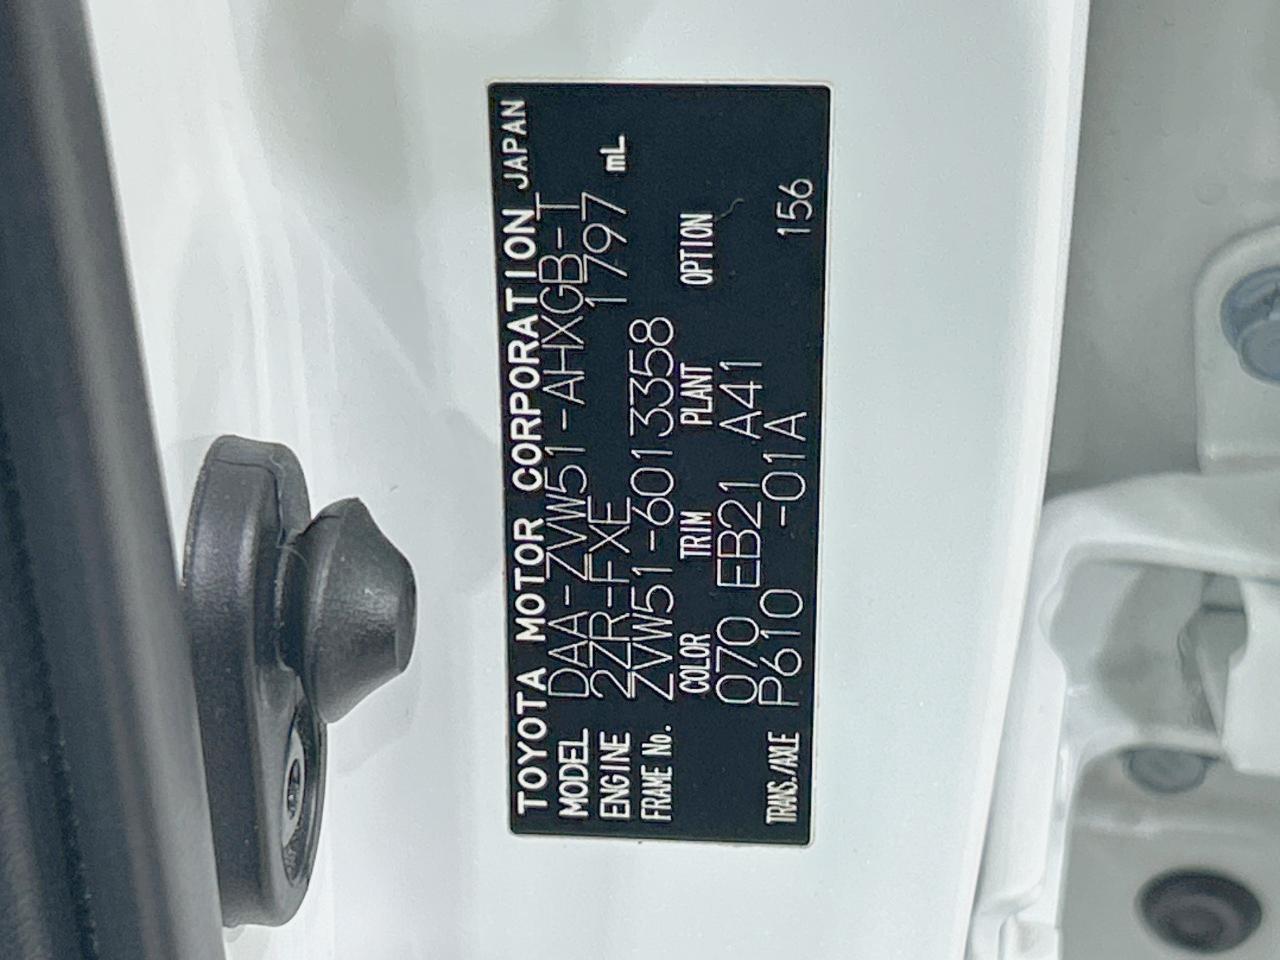 TOYOTA MOTOR CORPORATION JAPAN
MODEL DAA-ZVW51-AHXGB-T
ENGINE 2ZR-FXE 1797 mL
FRAME No. ZVW51-6013358
COLOR TRIM PLANT OPTION
070 EB21 A41
TRANS./AXLE P610 -01A 156